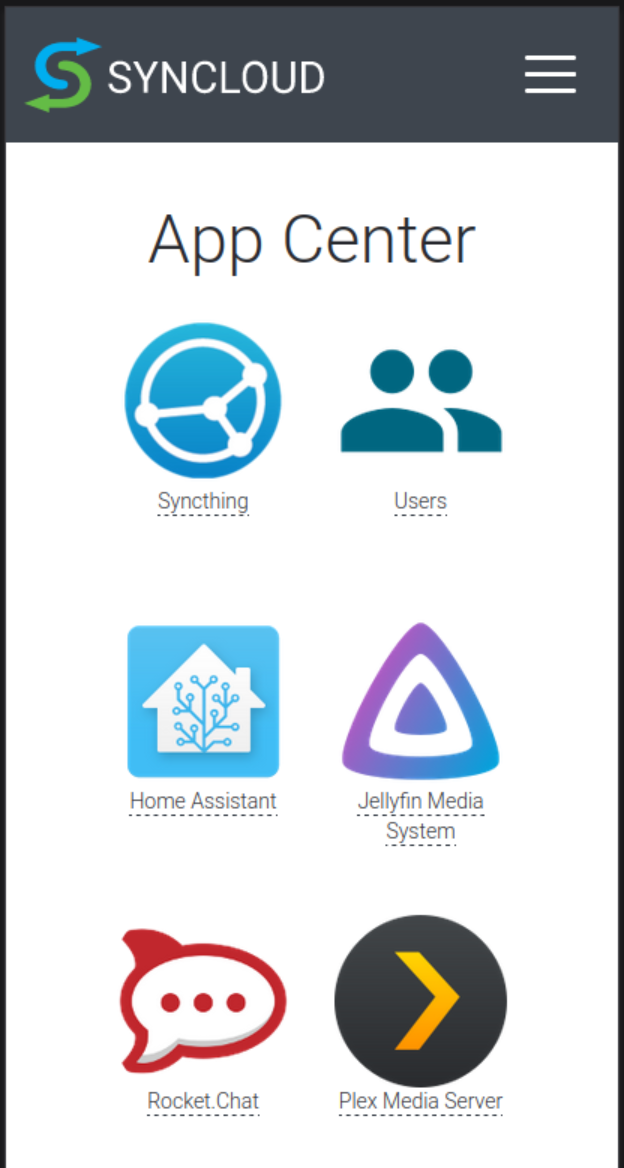 SYNCLOUD
App Center
Syncthing
Users
Home Assistant
Jellyfin Media
System
Rocket.Chat
Plex Media Server